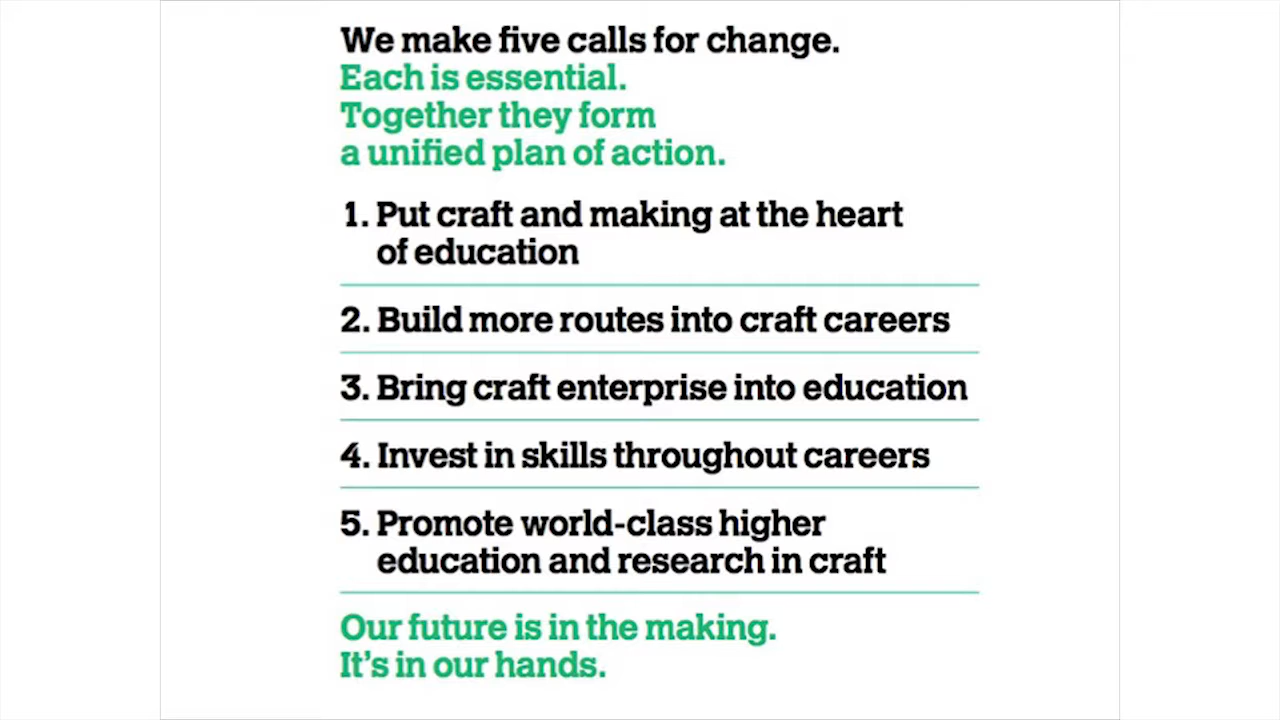 We make five calls for change.
Each is essential.
Together they form
a unified plan of action.
1. Put craft and making at the heart
of education
2. Build more routes into craft careers
3. Bring craft enterprise into education
4. Invest in skills throughout careers
5. Promote world-class higher
education and research in craft
Our future is in the making.
It's in our hands.